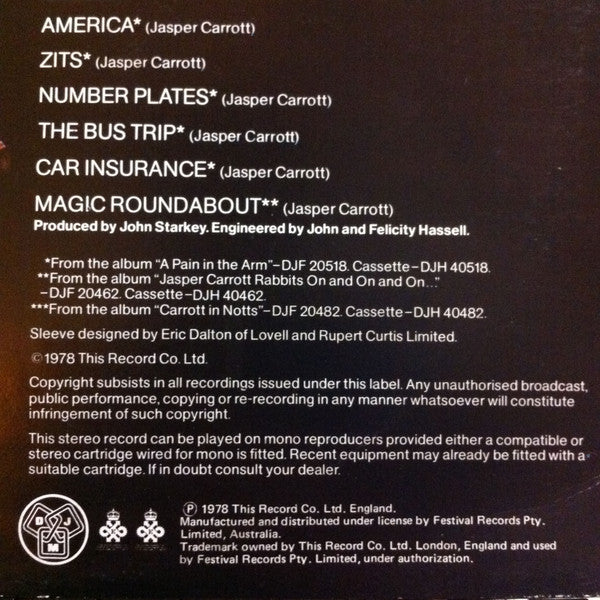 AMERICA* (Jasper Carrott)
ZITS* (Jasper Carrott)
NUMBER PLATES* (Jasper Carrott)
THE BUS TRIP* (Jasper Carrott)
CAR INSURANCE* (Jasper Carrott)
MAGIC ROUNDABOUT** (Jasper Carrott)
Produced by John Starkey. Engineered by John and Felicity Hassell.
*From the album "A Pain in the Arm"–DJF 20518. Cassette–DJH 40518.
**From the album "Jasper Carrott Rabbits On and On and On..."
–DJF 20462. Cassette–DJH 40462.
***From the album "Carrott in Notts"–DJF 20482. Cassette–DJH 40482.
Sleeve designed by Eric Dalton of Lovell and Rupert Curtis Limited.
©1978 This Record Co. Ltd.
Copyright subsists in all recordings issued under this label. Any unauthorised broadcast,
public performance, copying or re-recording in any manner whatsoever will constitute
infringement of such copyright.
This stereo record can be played on mono reproducers provided either a compatible or
stereo cartridge wired for mono is fitted. Recent equipment may already be fitted with a
suitable cartridge. If in doubt consult your dealer.
D J M
℗ 1978 This Record Co. Ltd. England.
Manufactured and distributed under license by Festival Records Pty.
Limited, Australia.
Trademark owned by This Record Co. Ltd. London, England and used
by Festival Records Pty. Limited, under authorization.